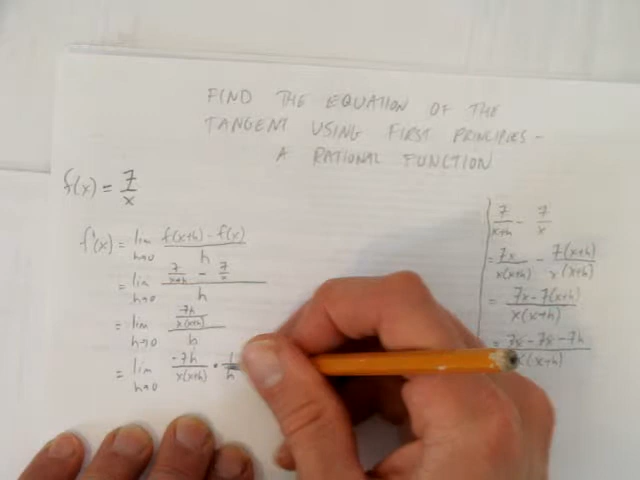 FIND THE EQUATION OF THE
TANGENT USING FIRST PRINCIPLES -
A RATIONAL FUNCTION
f(x) = 7/x
f'(x) = lim h→0 (f(x+h) - f(x))/h
= lim h→0 (7/(x+h) - 7/x)/h
= lim h→0 (-7h/(x(x+h)))/h
= lim h→0 -7h/(x(x+h)) · 1/h
7/(x+h) - 7/x
= 7x/(x(x+h)) - 7(x+h)/(x(x+h))
= (7x - 7(x+h))/(x(x+h))
= (7x - 7x - 7h)/(x(x+h))